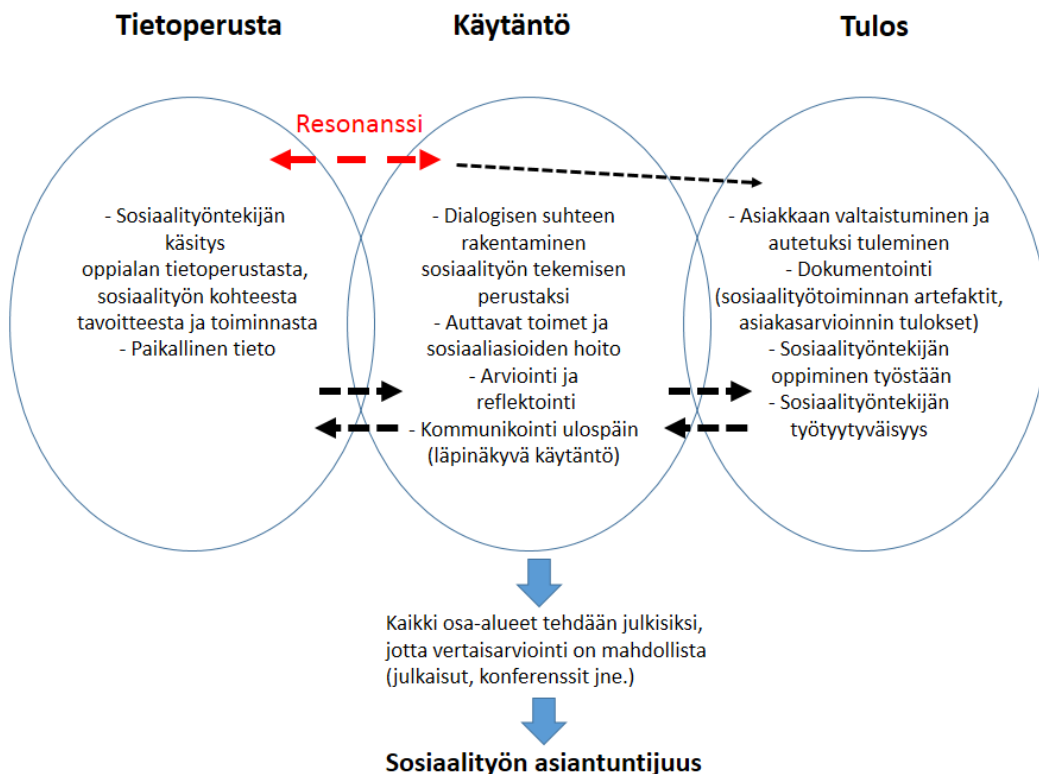 Tietoperusta
Käytäntö
Tulos
Resonanssi
- Sosiaalityöntekijän
käsitys
oppialan tietoperustasta,
sosiaalityön kohteesta
tavoitteesta ja toiminnasta
- Paikallinen tieto
- Dialogisen suhteen
rakentaminen
sosiaalityön tekemisen
perustaksi
- Auttavat toimet ja
sosiaaliasioiden hoito
- Arviointi ja
reflektointi
- Kommunikointi ulospäin
(läpinäkyvä käytäntö)
- Asiakkaan valtaistuminen ja
autetuksi tuleminen
- Dokumentointi
(sosiaalityötoiminnan artefaktit,
asiakasarvioinnin tulokset)
- Sosiaalityöntekijän
oppiminen työstään
- Sosiaalityöntekijän
työtyytyväisyys
Kaikki osa-alueet tehdään julkisiksi,
jotta vertaisarviointi on mahdollista
(julkaisut, konferenssit jne.)
Sosiaalityön asiantuntijuus